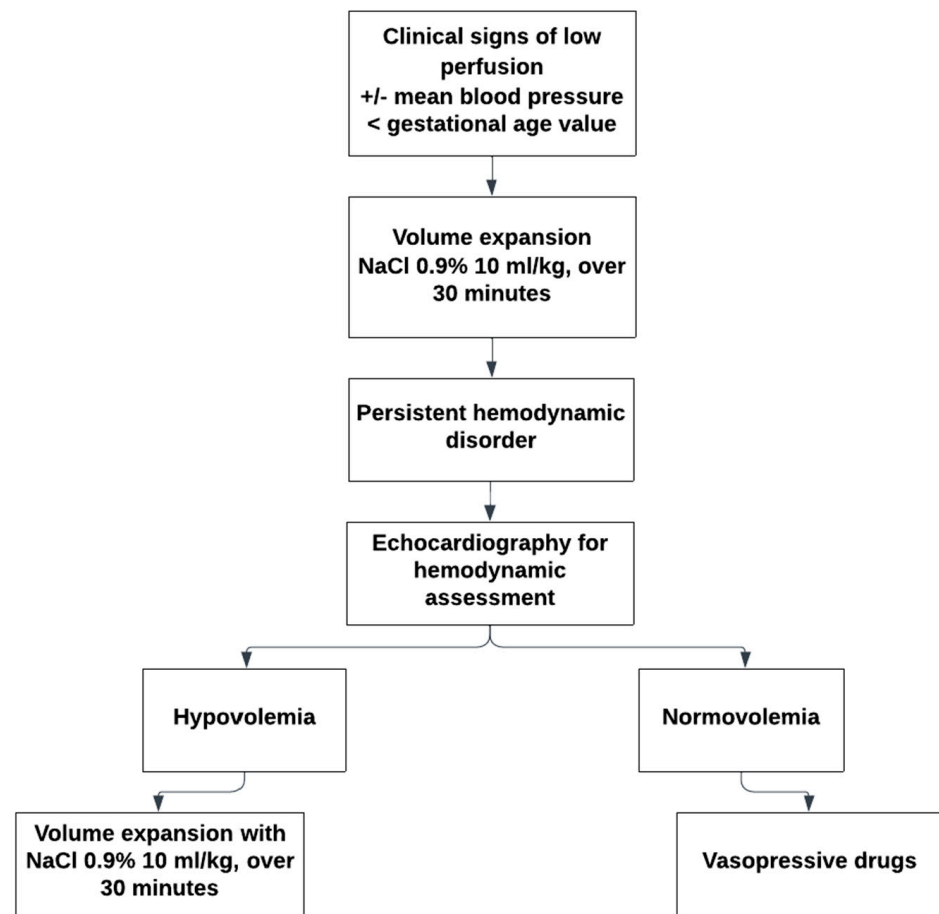 Clinical signs of low
perfusion
+/- mean blood pressure
< gestational age value
Volume expansion
NaCl 0.9% 10 ml/kg, over
30 minutes
Persistent hemodynamic
disorder
Echocardiography for
hemodynamic
assessment
Hypovolemia
Normovolemia
Volume expansion with
NaCl 0.9% 10 ml/kg, over
30 minutes
Vasopressive drugs